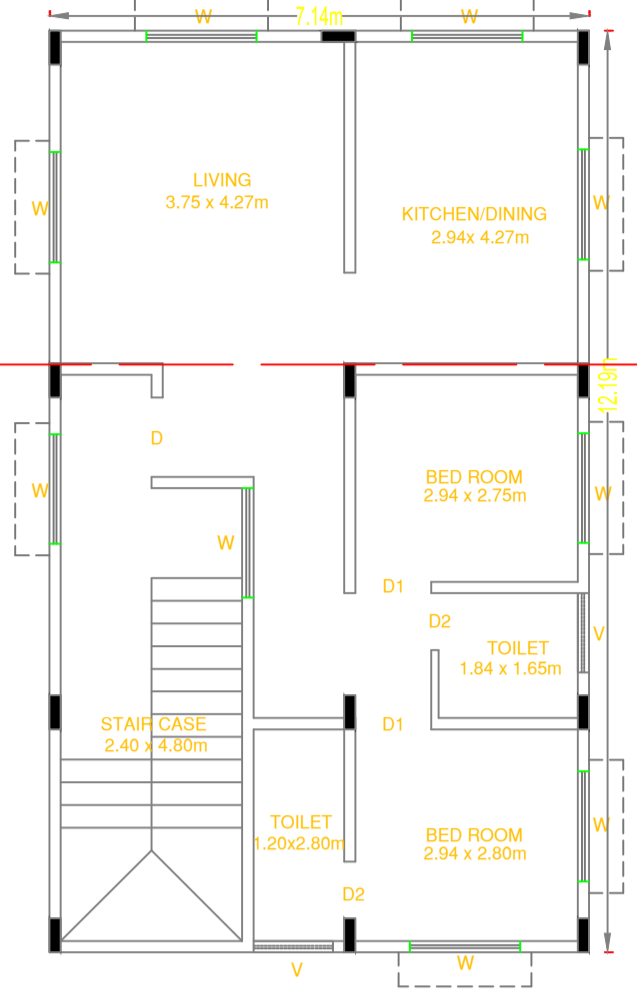 W
7.14m
W
LIVING
3.75 x 4.27m
W
KITCHEN/DINING
2.94x 4.27m
W
12.19m
D
BED ROOM
2.94 x 2.75m
W
W
W
D1
D2
V
TOILET
1.84 x 1.65m
STAIR CASE
2.40 x 4.80m
D1
TOILET
1.20x2.80m
BED ROOM
2.94 x 2.80m
W
D2
V
W